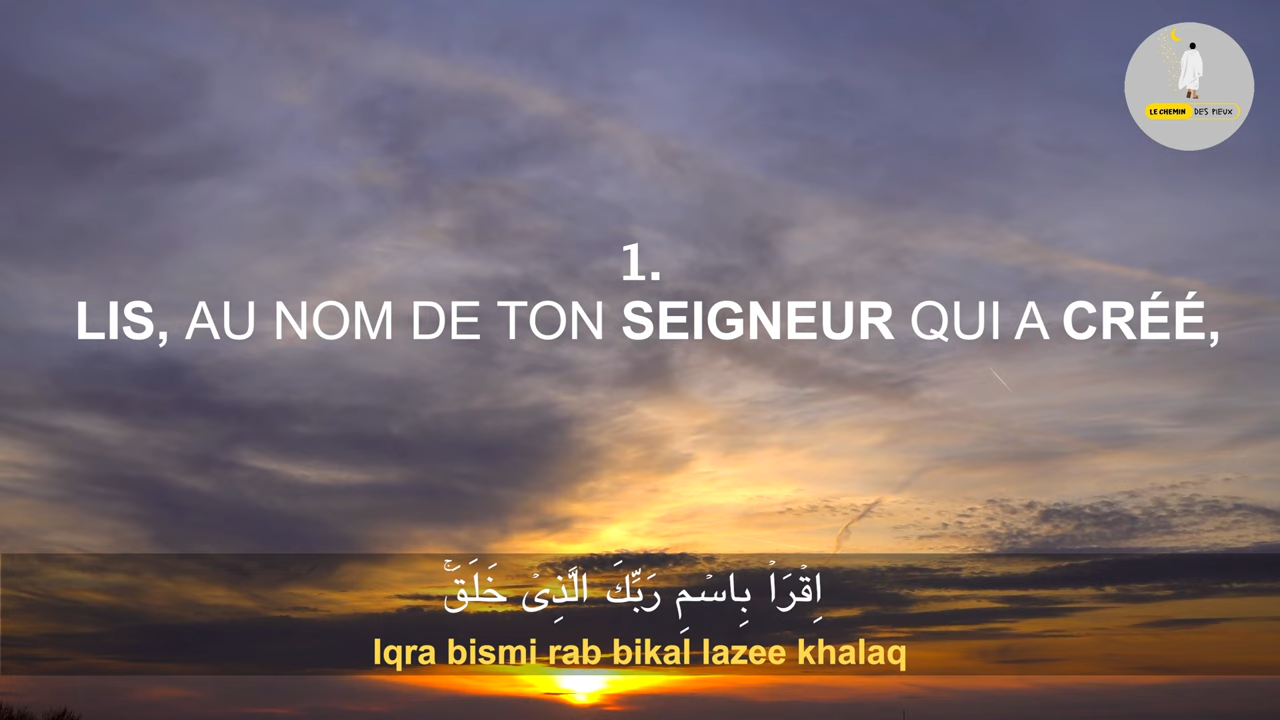 LE CHEMIN DES PIEUX
1.
LIS, AU NOM DE TON SEIGNEUR QUI A CRÉÉ,
اِقۡرَاۡ بِاسۡمِ رَبِّكَ الَّذِىۡ خَلَقَ​ۚ
Iqra bismi rab bikal lazee khalaq